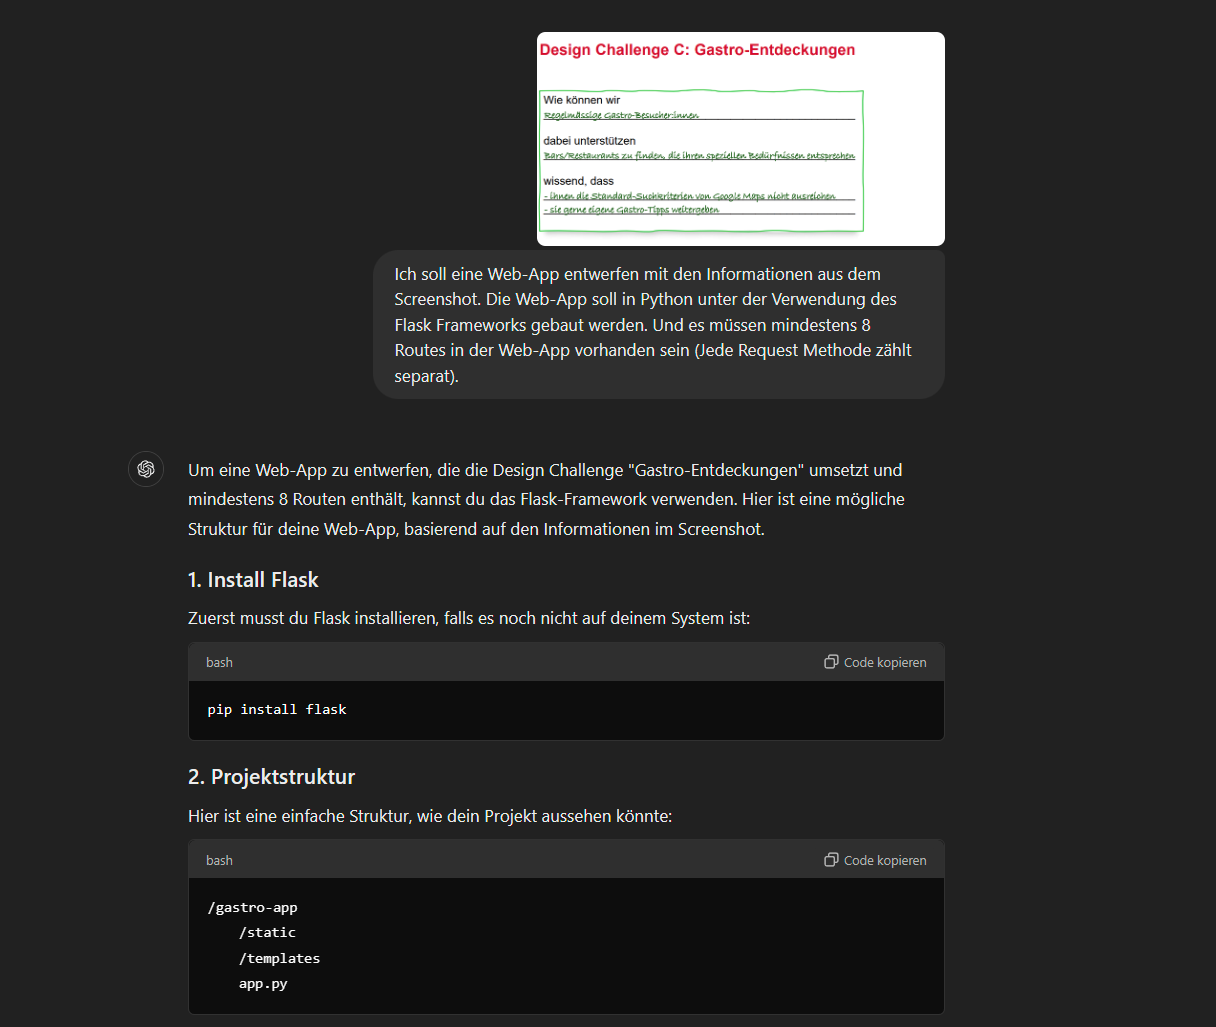 Design Challenge C: Gastro-Entdeckungen
Wie können wir
Regelmässige Gastro-Besucher:innen
dabei unterstützen
Bars/Restaurants zu finden, die ihren speziellen Bedürfnissen entsprechen
wissend, dass
- ihnen die Standard-Suchkriterien von Google Maps nicht ausreichen
- sie gerne eigene Gastro-Tipps weitergeben
Ich soll eine Web-App entwerfen mit den Informationen aus dem
Screenshot. Die Web-App soll in Python unter der Verwendung des
Flask Frameworks gebaut werden. Und es müssen mindestens 8
Routes in der Web-App vorhanden sein (Jede Request Methode zählt
separat).
Um eine Web-App zu entwerfen, die die Design Challenge "Gastro-Entdeckungen" umsetzt und
mindestens 8 Routen enthält, kannst du das Flask-Framework verwenden. Hier ist eine mögliche
Struktur für deine Web-App, basierend auf den Informationen im Screenshot.
1. Install Flask
Zuerst musst du Flask installieren, falls es noch nicht auf deinem System ist:
bash
Code kopieren
pip install flask
2. Projektstruktur
Hier ist eine einfache Struktur, wie dein Projekt aussehen könnte:
bash
Code kopieren
/gastro-app
/static
/templates
app.py